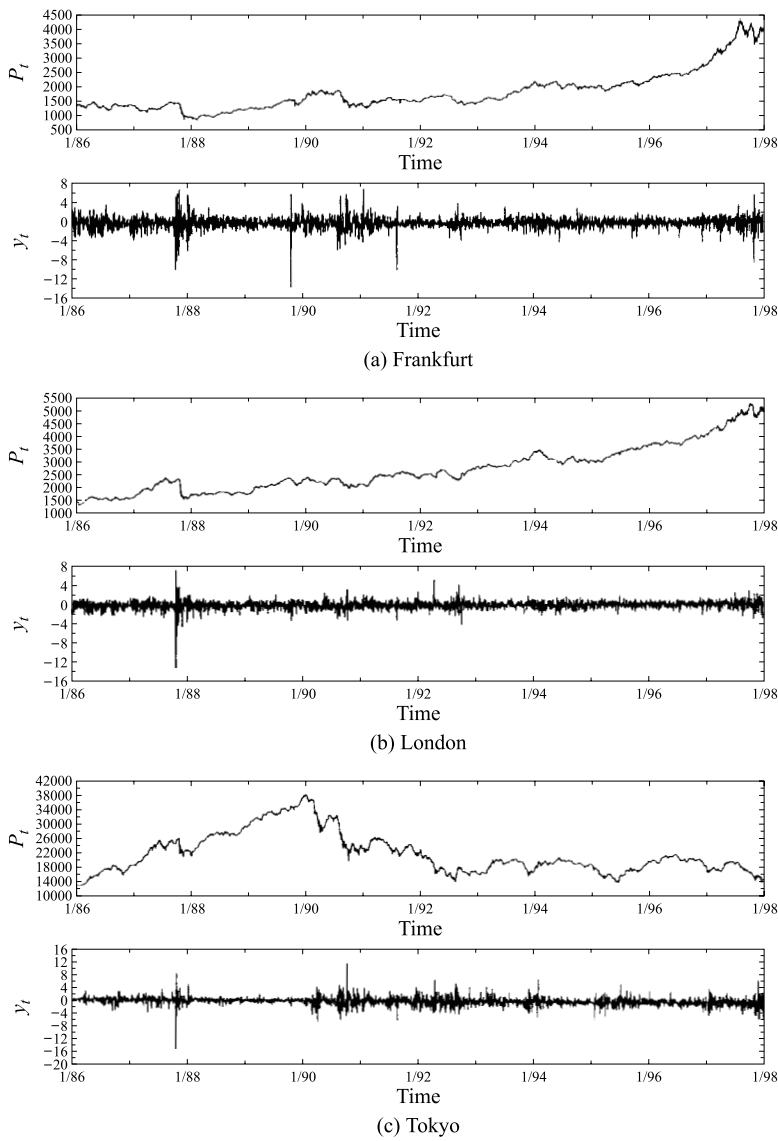 4500
4000
3500
3000
2500
2000
1500
1000
500
P_t
1/86 1/88 1/90 1/92 1/94 1/96 1/98
Time
8
4
0
−4
−8
−12
−16
y_t
1/86 1/88 1/90 1/92 1/94 1/96 1/98
Time
(a) Frankfurt
5500
5000
4500
4000
3500
3000
2500
2000
1500
1000
P_t
1/86 1/88 1/90 1/92 1/94 1/96 1/98
Time
8
4
0
−4
−8
−12
−16
y_t
1/86 1/88 1/90 1/92 1/94 1/96 1/98
Time
(b) London
42000
38000
34000
30000
26000
22000
18000
14000
10000
P_t
1/86 1/88 1/90 1/92 1/94 1/96 1/98
Time
16
12
8
4
0
−4
−8
−12
−16
−20
y_t
1/86 1/88 1/90 1/92 1/94 1/96 1/98
Time
(c) Tokyo